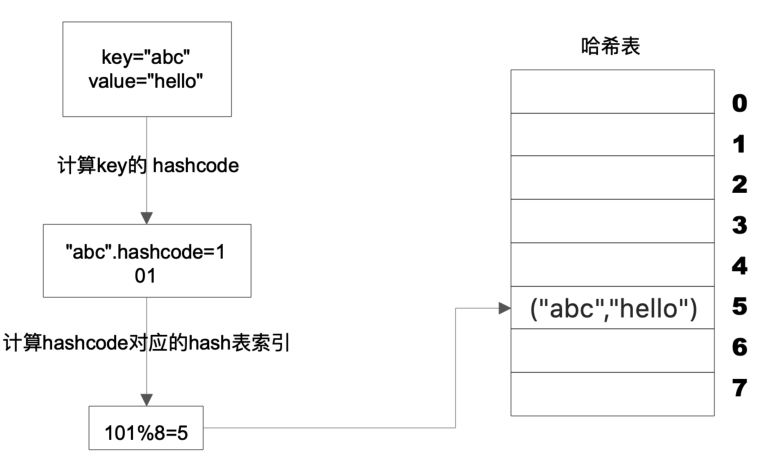 key="abc"
value="hello"
计算key的 hashcode
"abc".hashcode=1
01
计算hashcode对应的hash表索引
101%8=5
哈希表
0
1
2
3
4
("abc","hello")
5
6
7